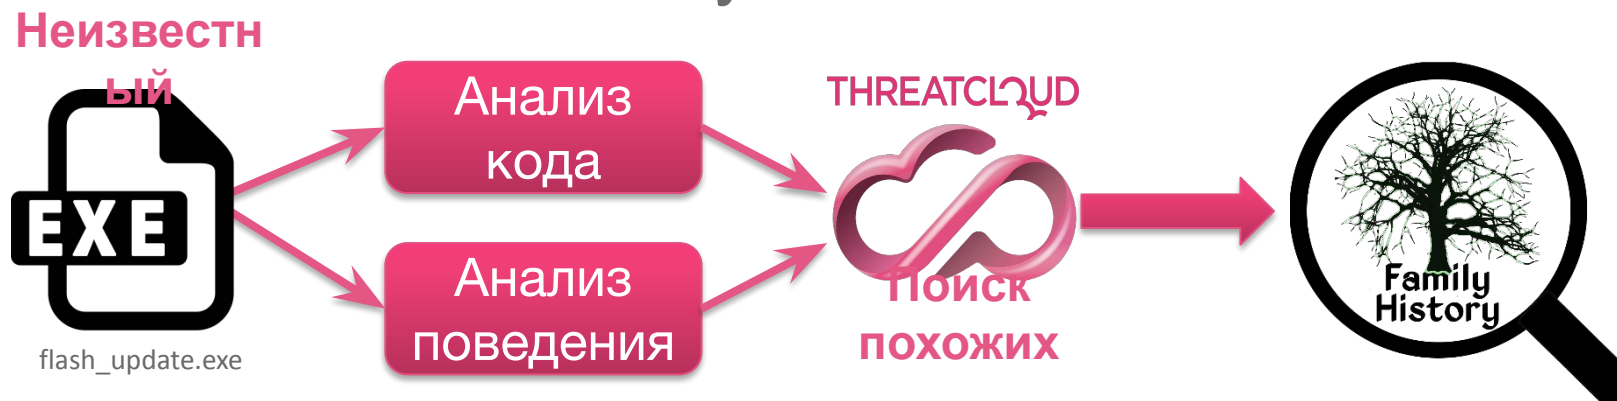 Неизвестн
ый
EXE
flash_update.exe
Анализ
кода
Анализ
поведения
THREATCLOUD
Поиск
похожих
Family
History